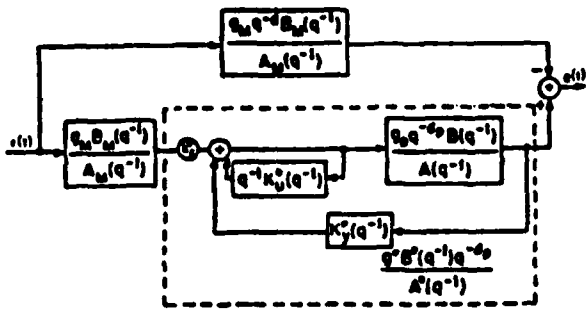 g_M q^-d B_M(q^-1)
A_M(q^-1)
-
e(t)
+
r(t)
g_M B_M(q^-1)
A_M(q^-1)
+
g_p q^-d_p B(q^-1)
A(q^-1)
q^-1 K_u^*(q^-1)
K_y^*(q^-1)
g^* B^*(q^-1) q^-d_p
A^*(q^-1)